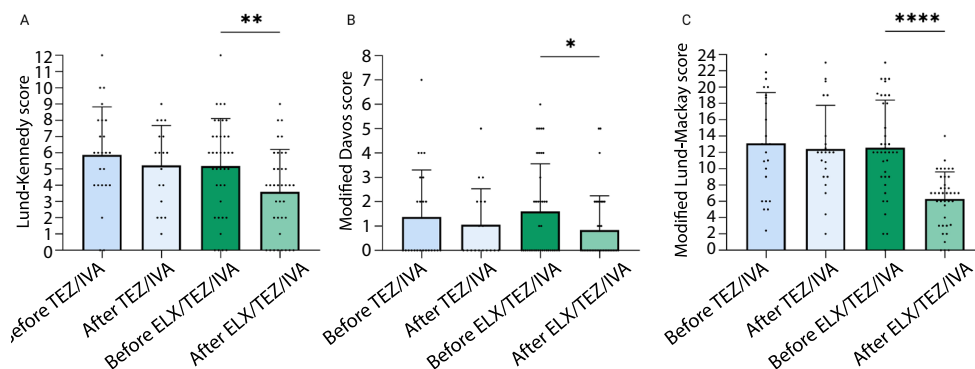 A
Lund-Kennedy score
12
11
10
9
8
7
6
5
4
3
2
1
0
**
Before TEZ/IVA
After TEZ/IVA
Before ELX/TEZ/IVA
After ELX/TEZ/IVA
B
Modified Davos score
8
7
6
5
4
3
2
1
0
*
Before TEZ/IVA
After TEZ/IVA
Before ELX/TEZ/IVA
After ELX/TEZ/IVA
C
Modified Lund-Mackay score
24
22
20
18
16
14
12
10
8
6
4
2
0
****
Before TEZ/IVA
After TEZ/IVA
Before ELX/TEZ/IVA
After ELX/TEZ/IVA